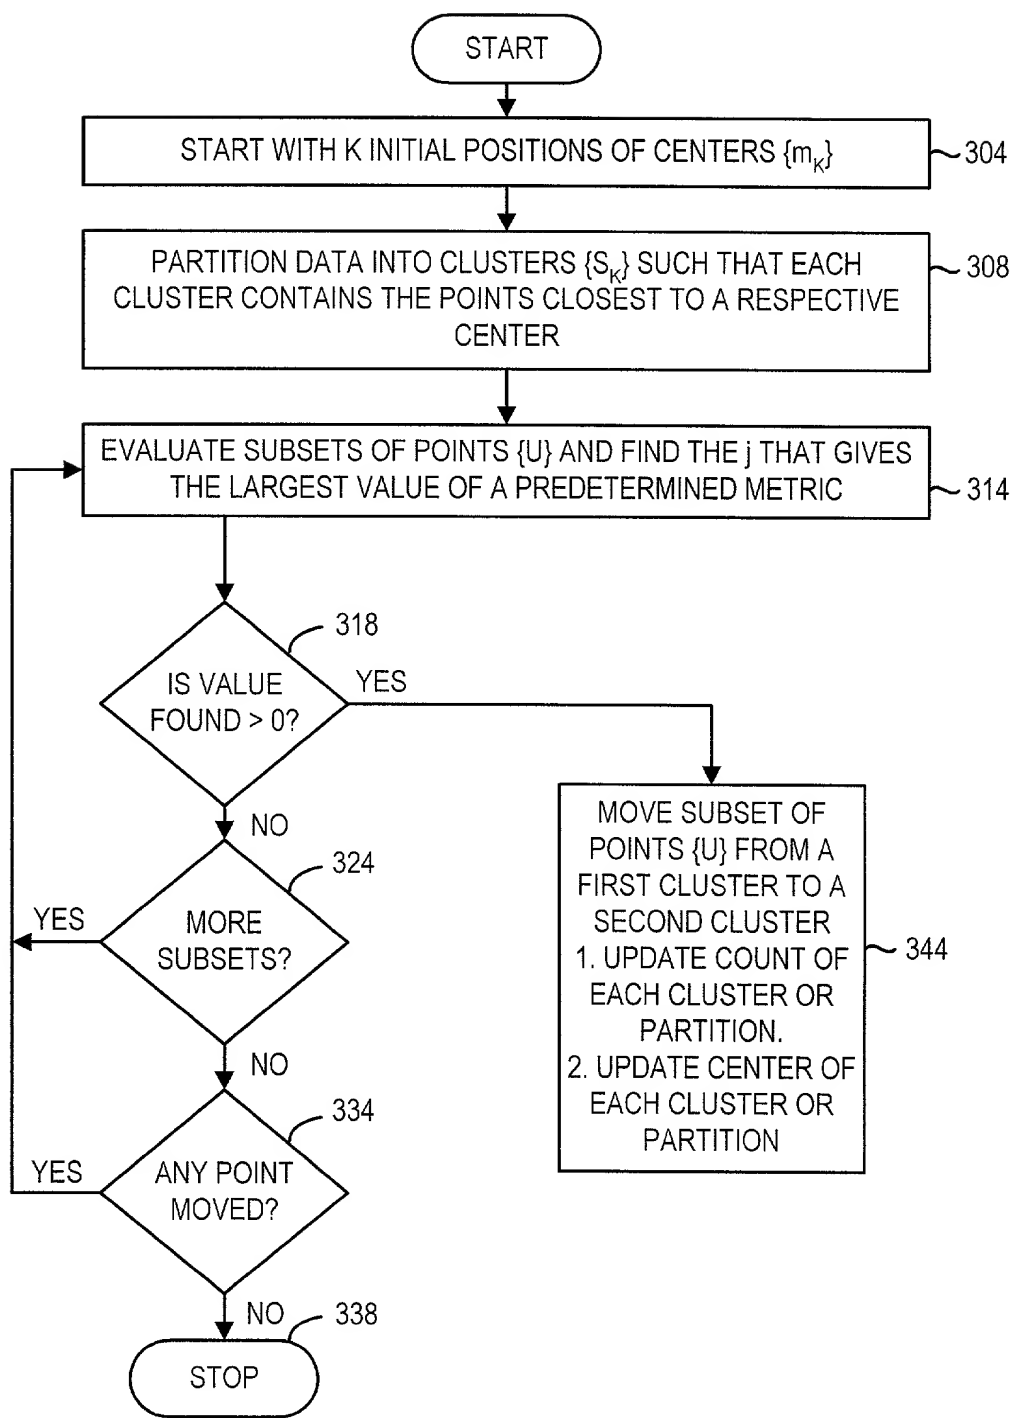 START
START WITH K INITIAL POSITIONS OF CENTERS {mK}
304
PARTITION DATA INTO CLUSTERS {SK} SUCH THAT EACH
CLUSTER CONTAINS THE POINTS CLOSEST TO A RESPECTIVE
CENTER
308
EVALUATE SUBSETS OF POINTS {U} AND FIND THE j THAT GIVES
THE LARGEST VALUE OF A PREDETERMINED METRIC
314
318
IS VALUE
FOUND > 0?
YES
NO
324
MORE
SUBSETS?
YES
NO
334
ANY POINT
MOVED?
YES
NO
338
STOP
MOVE SUBSET OF
POINTS {U} FROM A
FIRST CLUSTER TO A
SECOND CLUSTER
1. UPDATE COUNT OF
EACH CLUSTER OR
PARTITION.
2. UPDATE CENTER OF
EACH CLUSTER OR
PARTITION
344